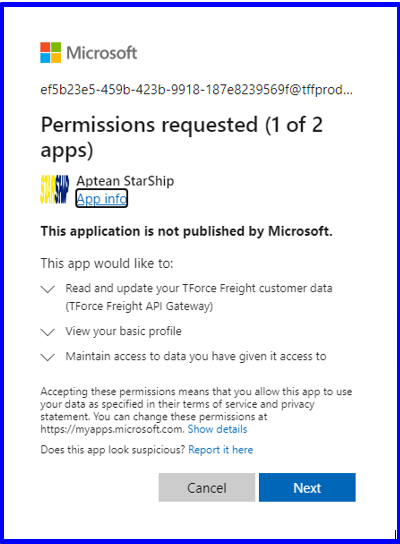 Microsoft
ef5b23e5-459b-423b-9918-187e8239569f@tffprod...
Permissions requested (1 of 2
apps)
STARSHIP
Aptean StarShip
App info
This application is not published by Microsoft.
This app would like to:
Read and update your TForce Freight customer data
(TForce Freight API Gateway)
View your basic profile
Maintain access to data you have given it access to
Accepting these permissions means that you allow this app to use
your data as specified in their terms of service and privacy
statement. You can change these permissions at
https://myapps.microsoft.com. Show details
Does this app look suspicious? Report it here
Cancel
Next